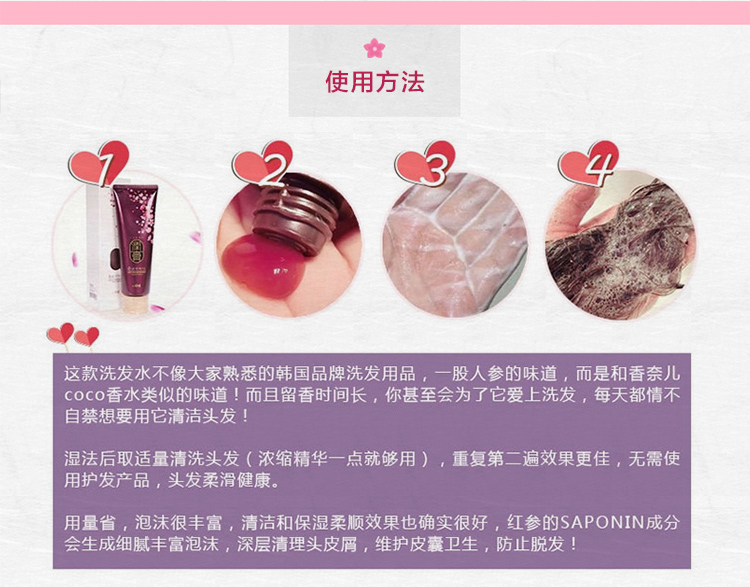 使用方法
1 2 3 4
膏
这款洗发水不像大家熟悉的韩国品牌洗发用品，一股人参的味道，而是和香奈儿
coco香水类似的味道！而且留香时间长，你甚至会为了它爱上洗发，每天都情不
自禁想要用它清洁头发！
湿法后取适量清洗头发（浓缩精华一点就够用），重复第二遍效果更佳，无需使
用护发产品，头发柔滑健康。
用量省，泡沫很丰富，清洁和保湿柔顺效果也确实很好，红参的SAPONIN成分
会生成细腻丰富泡沫，深层清理头皮屑，维护皮囊卫生，防止脱发！